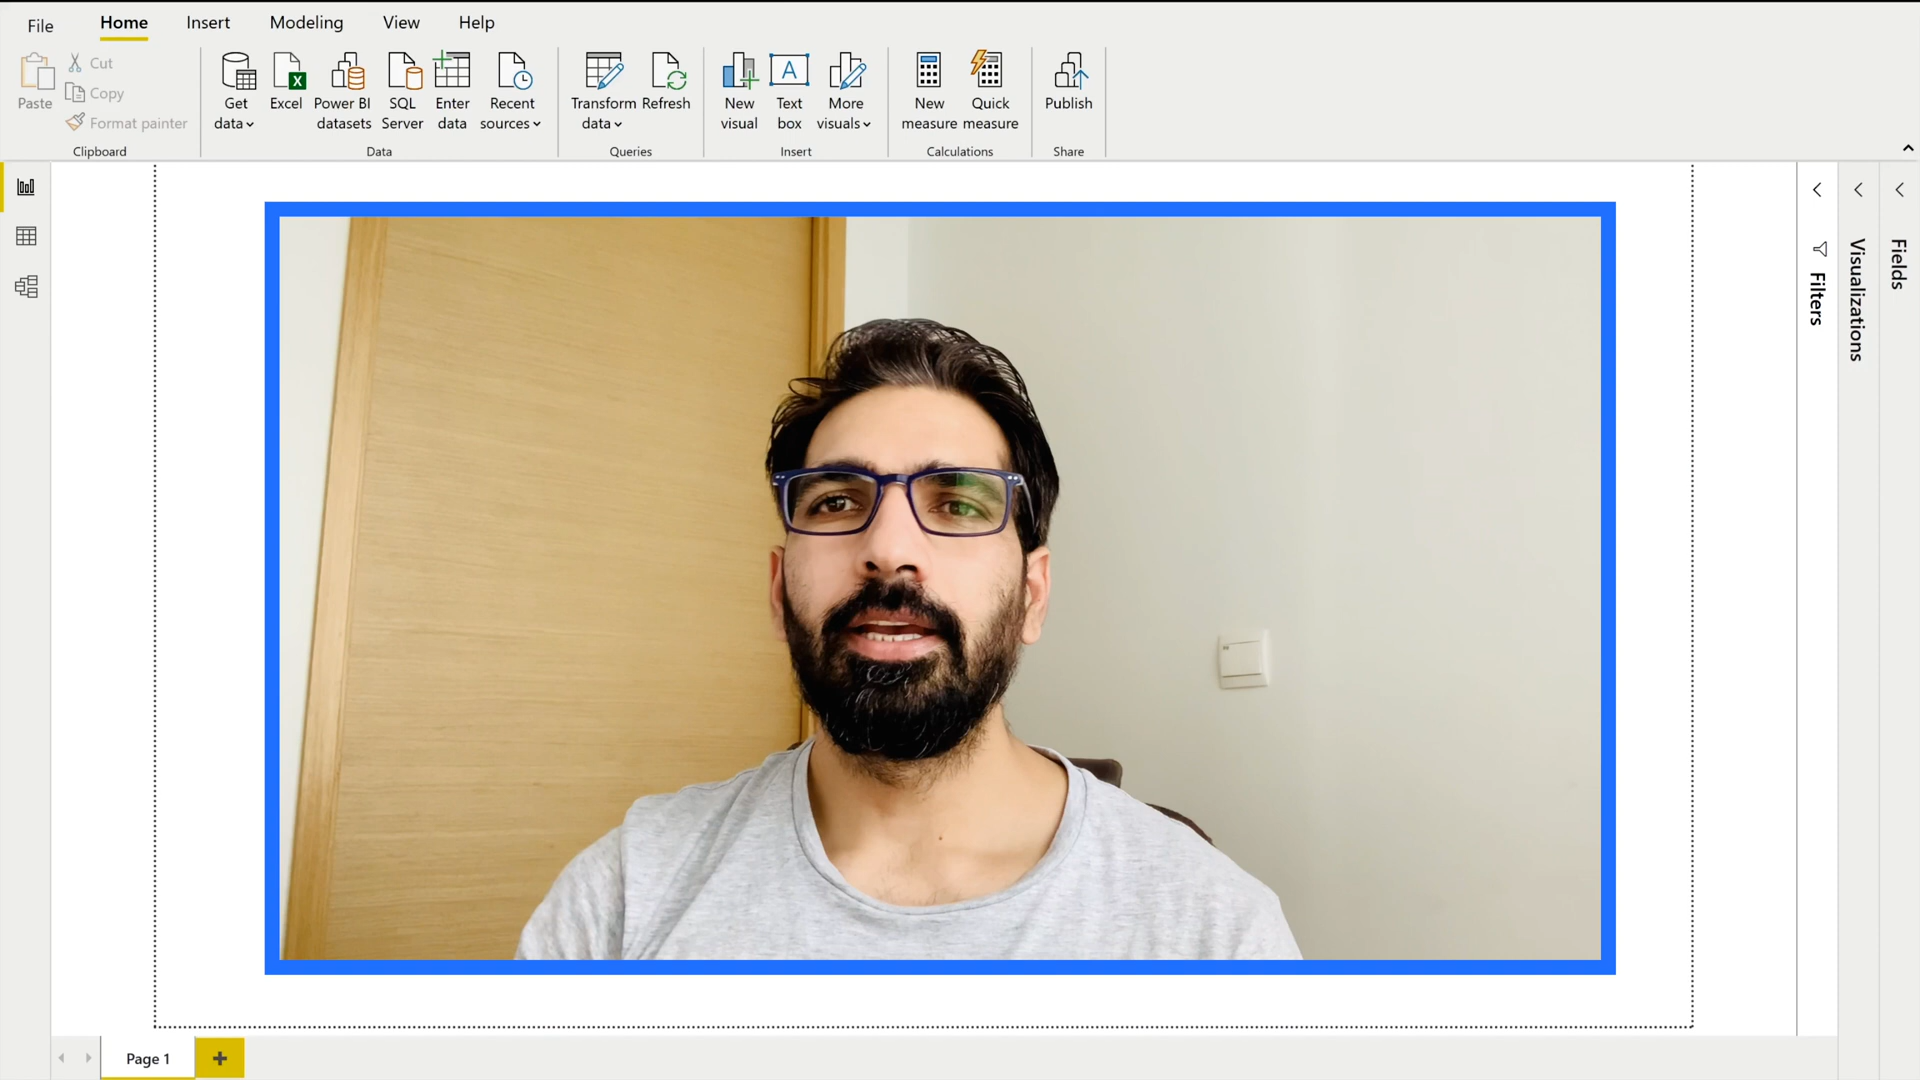 File
Home
Insert
Modeling
View
Help
Paste
Cut
Copy
Format painter
Clipboard
Get
data
Excel
Power BI
datasets
SQL
Server
Enter
data
Recent
sources
Data
Transform
data
Refresh
Queries
New
visual
A
Text
box
More
visuals
Insert
New
measure
Quick
measure
Calculations
Publish
Share
Filters
Visualizations
Fields
Page 1